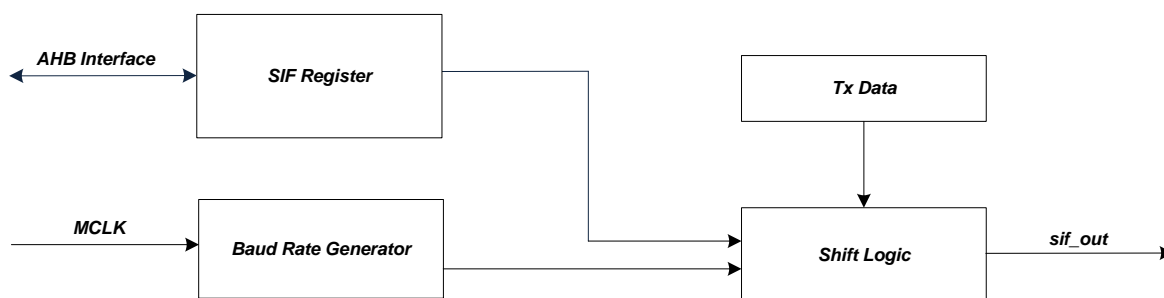 AHB Interface
SIF Register
Tx Data
MCLK
Baud Rate Generator
Shift Logic
sif_out